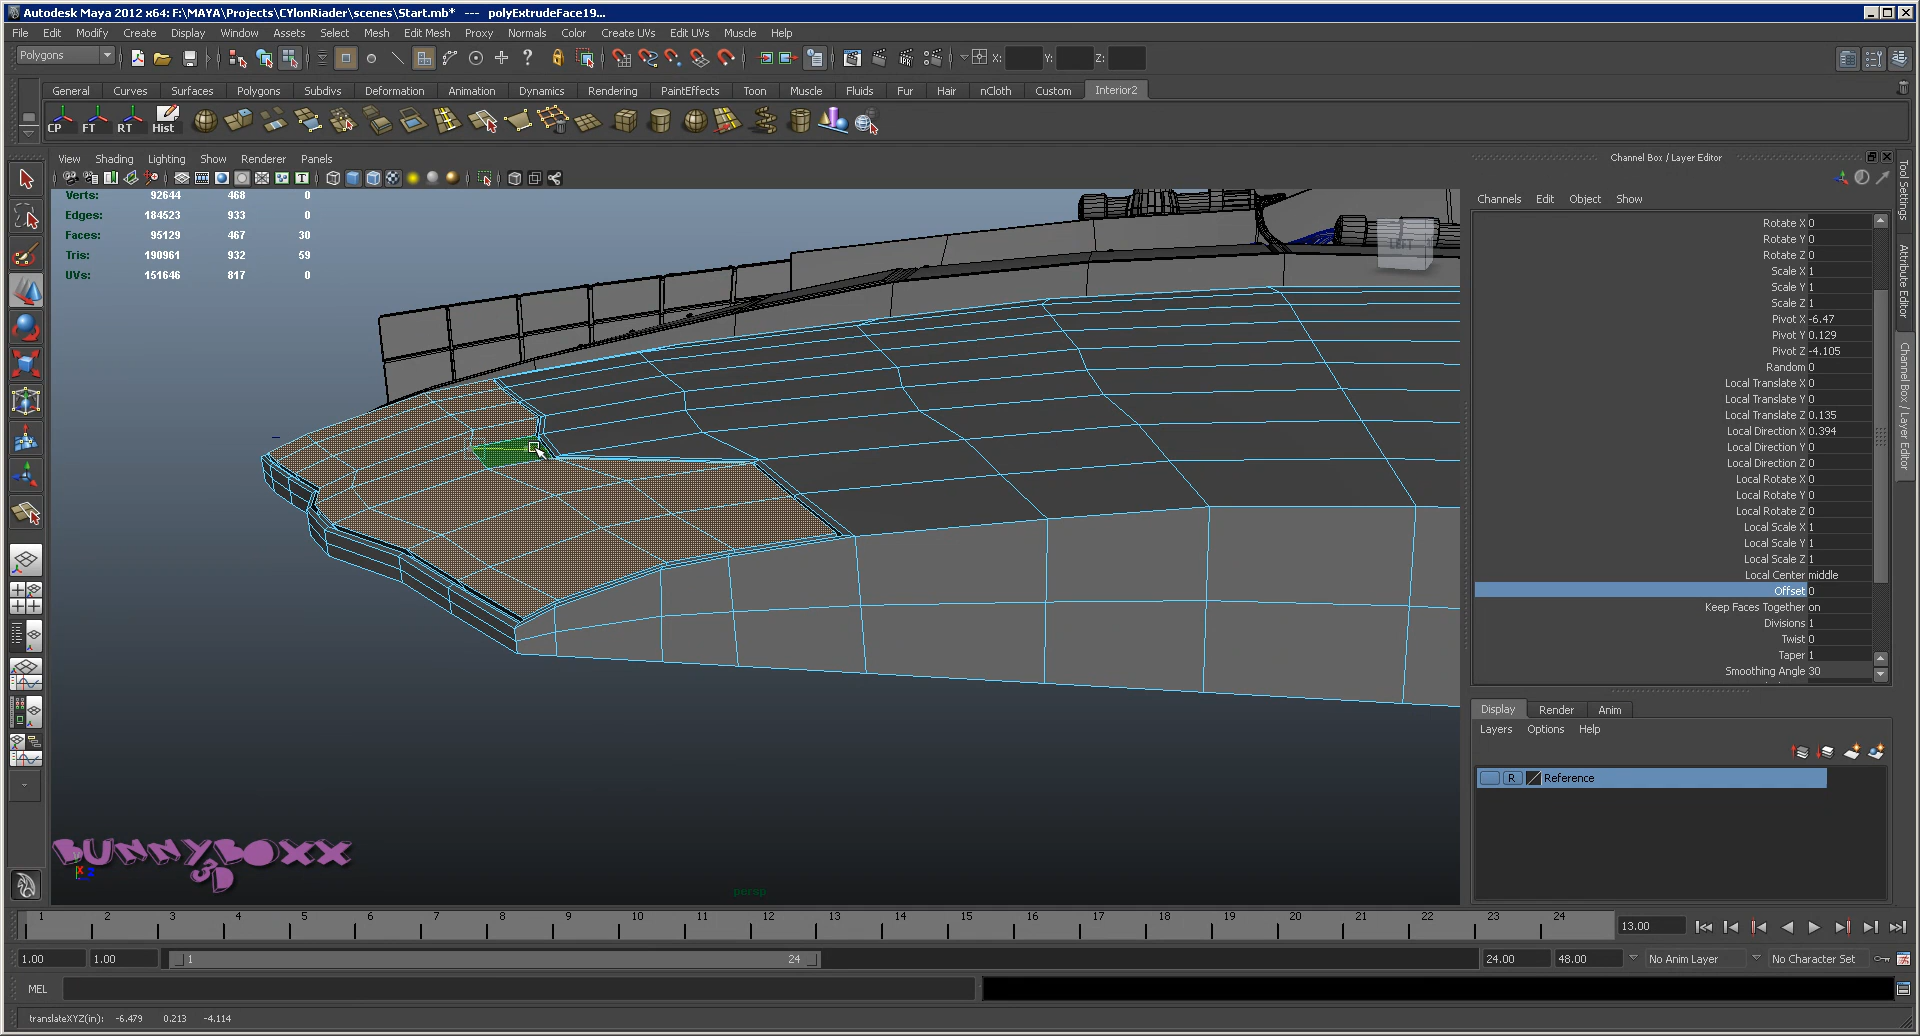 Autodesk Maya 2012 x64: F:\MAYA\Projects\CYlonRiader\scenes\Start.mb* --- polyExtrudeFace19...
File Edit Modify Create Display Window Assets Select Mesh Edit Mesh Proxy Normals Color Create UVs Edit UVs Muscle Help
Polygons X: Y: Z:
General Curves Surfaces Polygons Subdivs Deformation Animation Dynamics Rendering PaintEffects Toon Muscle Fluids Fur Hair nCloth Custom Interior2
CP FT RT Hist
View Shading Lighting Show Renderer Panels
Channel Box / Layer Editor
Verts: 92644 468 0
Edges: 184523 933 0
Faces: 95129 467 30
Tris: 190961 932 59
UVs: 151646 817 0
LEFT
Channels Edit Object Show
Rotate X 0
Rotate Y 0
Rotate Z 0
Scale X 1
Scale Y 1
Scale Z 1
Pivot X -6.47
Pivot Y 0.129
Pivot Z -4.105
Random 0
Local Translate X 0
Local Translate Y 0
Local Translate Z 0.135
Local Direction X 0.394
Local Direction Y 0
Local Direction Z 0
Local Rotate X 0
Local Rotate Y 0
Local Rotate Z 0
Local Scale X 1
Local Scale Y 1
Local Scale Z 1
Local Center middle
Offset 0
Keep Faces Together on
Divisions 1
Twist 0
Taper 1
Smoothing Angle 30
Tool Settings
Attribute Editor
Channel Box / Layer Editor
Display Render Anim
Layers Options Help
R Reference
BUNNYBOXX
3D
persp
1 2 3 4 5 6 7 8 9 10 11 12 13 14 15 16 17 18 19 20 21 22 23 24 13.00
1.00 1.00 1 24 24.00 48.00 No Anim Layer No Character Set
MEL
translateXYZ(in): -6.479 0.213 -4.114